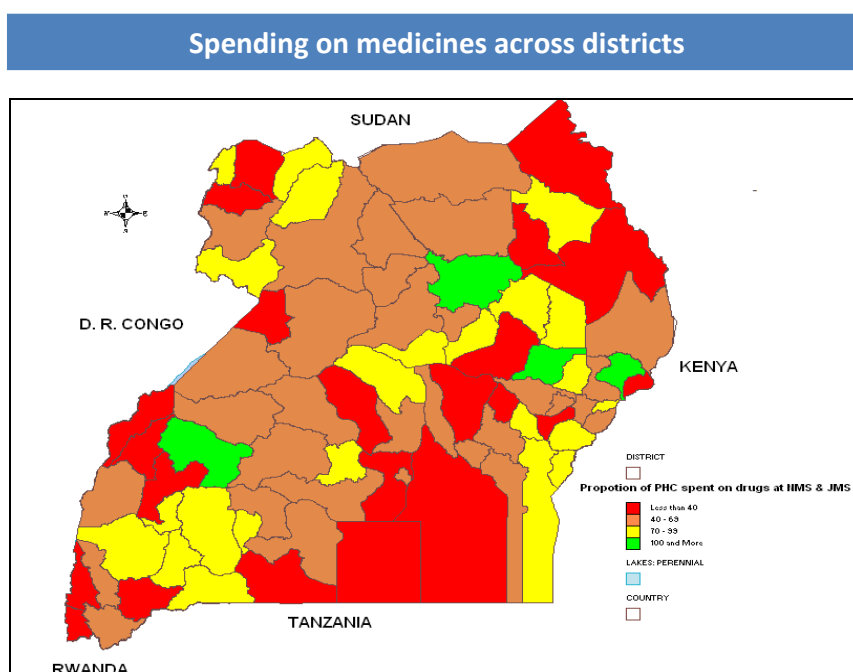 Spending on medicines across districts
SUDAN
D. R. CONGO
KENYA
DISTRICT
Propotion of PHC spent on drugs at NMS & JMS
Less than 40
40 - 69
70 - 99
100 and More
LAKES: PERENNIAL
COUNTRY
TANZANIA
RWANDA